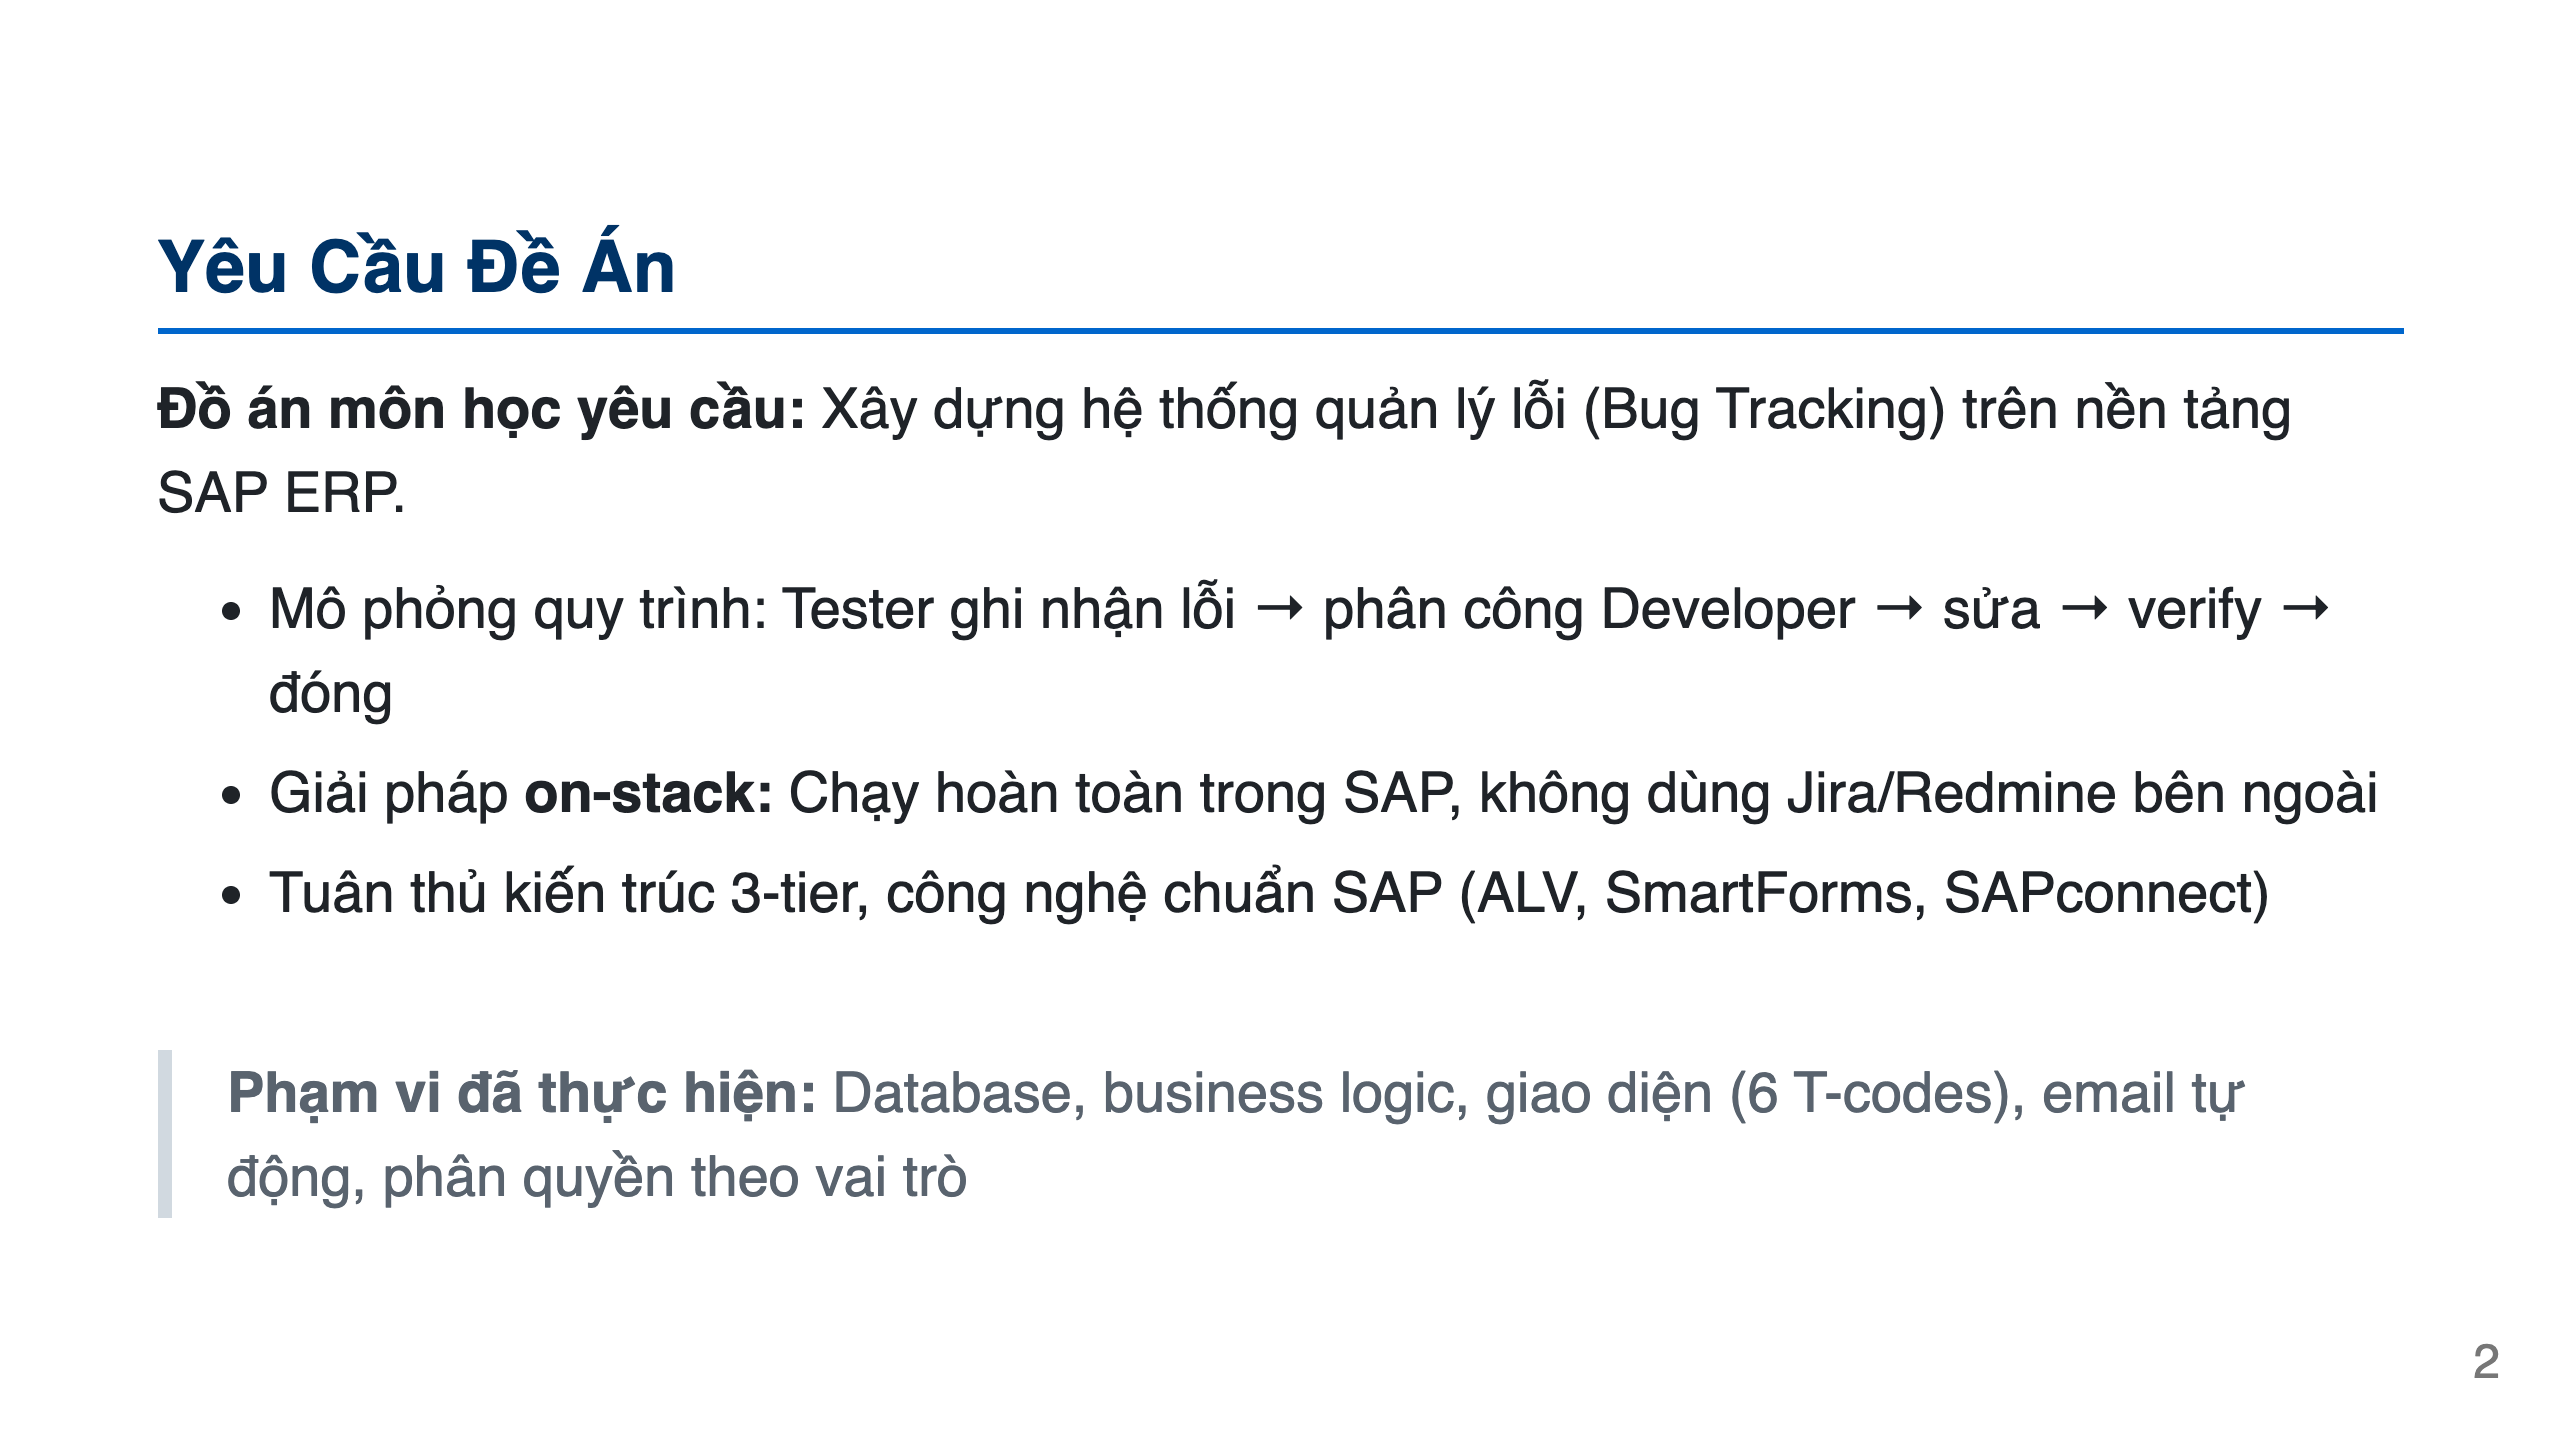 Yêu Cầu Đề Án
Đồ án môn học yêu cầu: Xây dựng hệ thống quản lý lỗi (Bug Tracking) trên nền tảng
SAP ERP.
• Mô phỏng quy trình: Tester ghi nhận lỗi → phân công Developer → sửa → verify →
đóng
• Giải pháp on-stack: Chạy hoàn toàn trong SAP, không dùng Jira/Redmine bên ngoài
• Tuân thủ kiến trúc 3-tier, công nghệ chuẩn SAP (ALV, SmartForms, SAPconnect)
Phạm vi đã thực hiện: Database, business logic, giao diện (6 T-codes), email tự
động, phân quyền theo vai trò
2